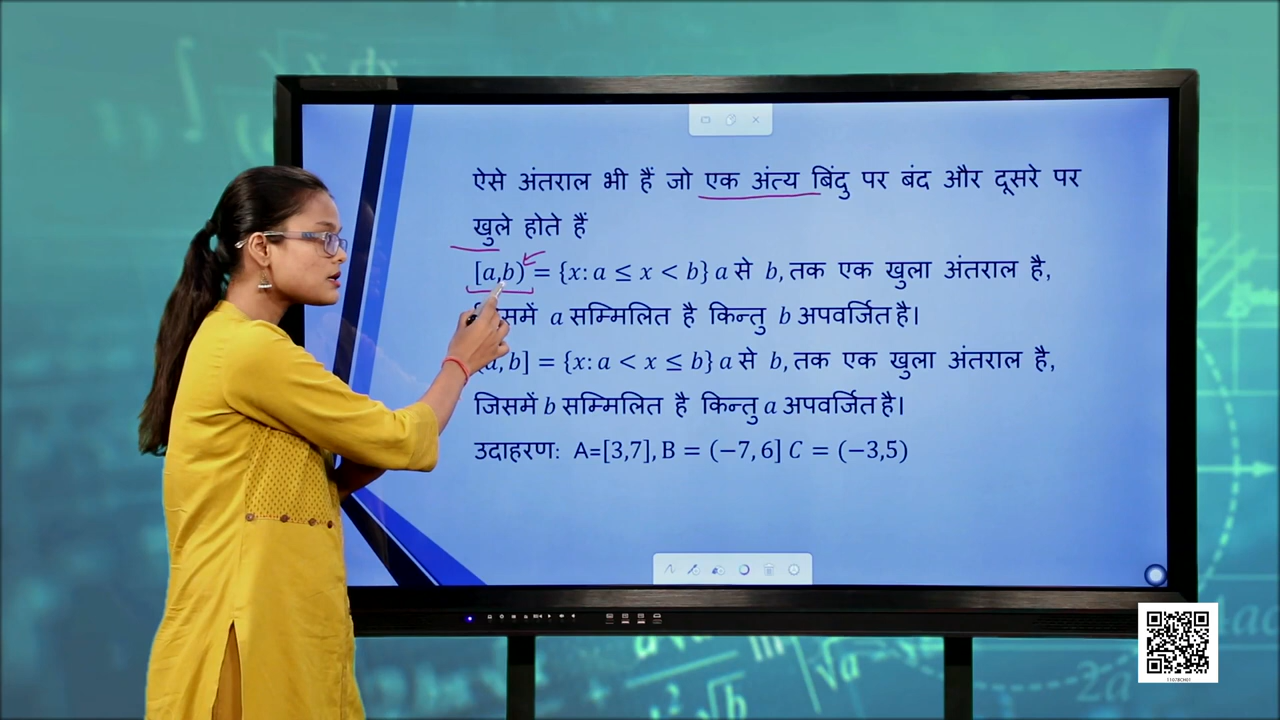 ऐसे अंतराल भी हैं जो एक अंत्य बिंदु पर बंद और दूसरे पर
खुले होते हैं
[a,b) = {x: a ≤ x < b} a से b, तक एक खुला अंतराल है,
a सम्मिलित है किन्तु b अपवर्जित है।
a, b] = {x: a < x ≤ b} a से b, तक एक खुला अंतराल है,
जिसमें b सम्मिलित है किन्तु a अपवर्जित है।
उदाहरण: A=[3,7], B = (−7, 6] C = (−3,5)